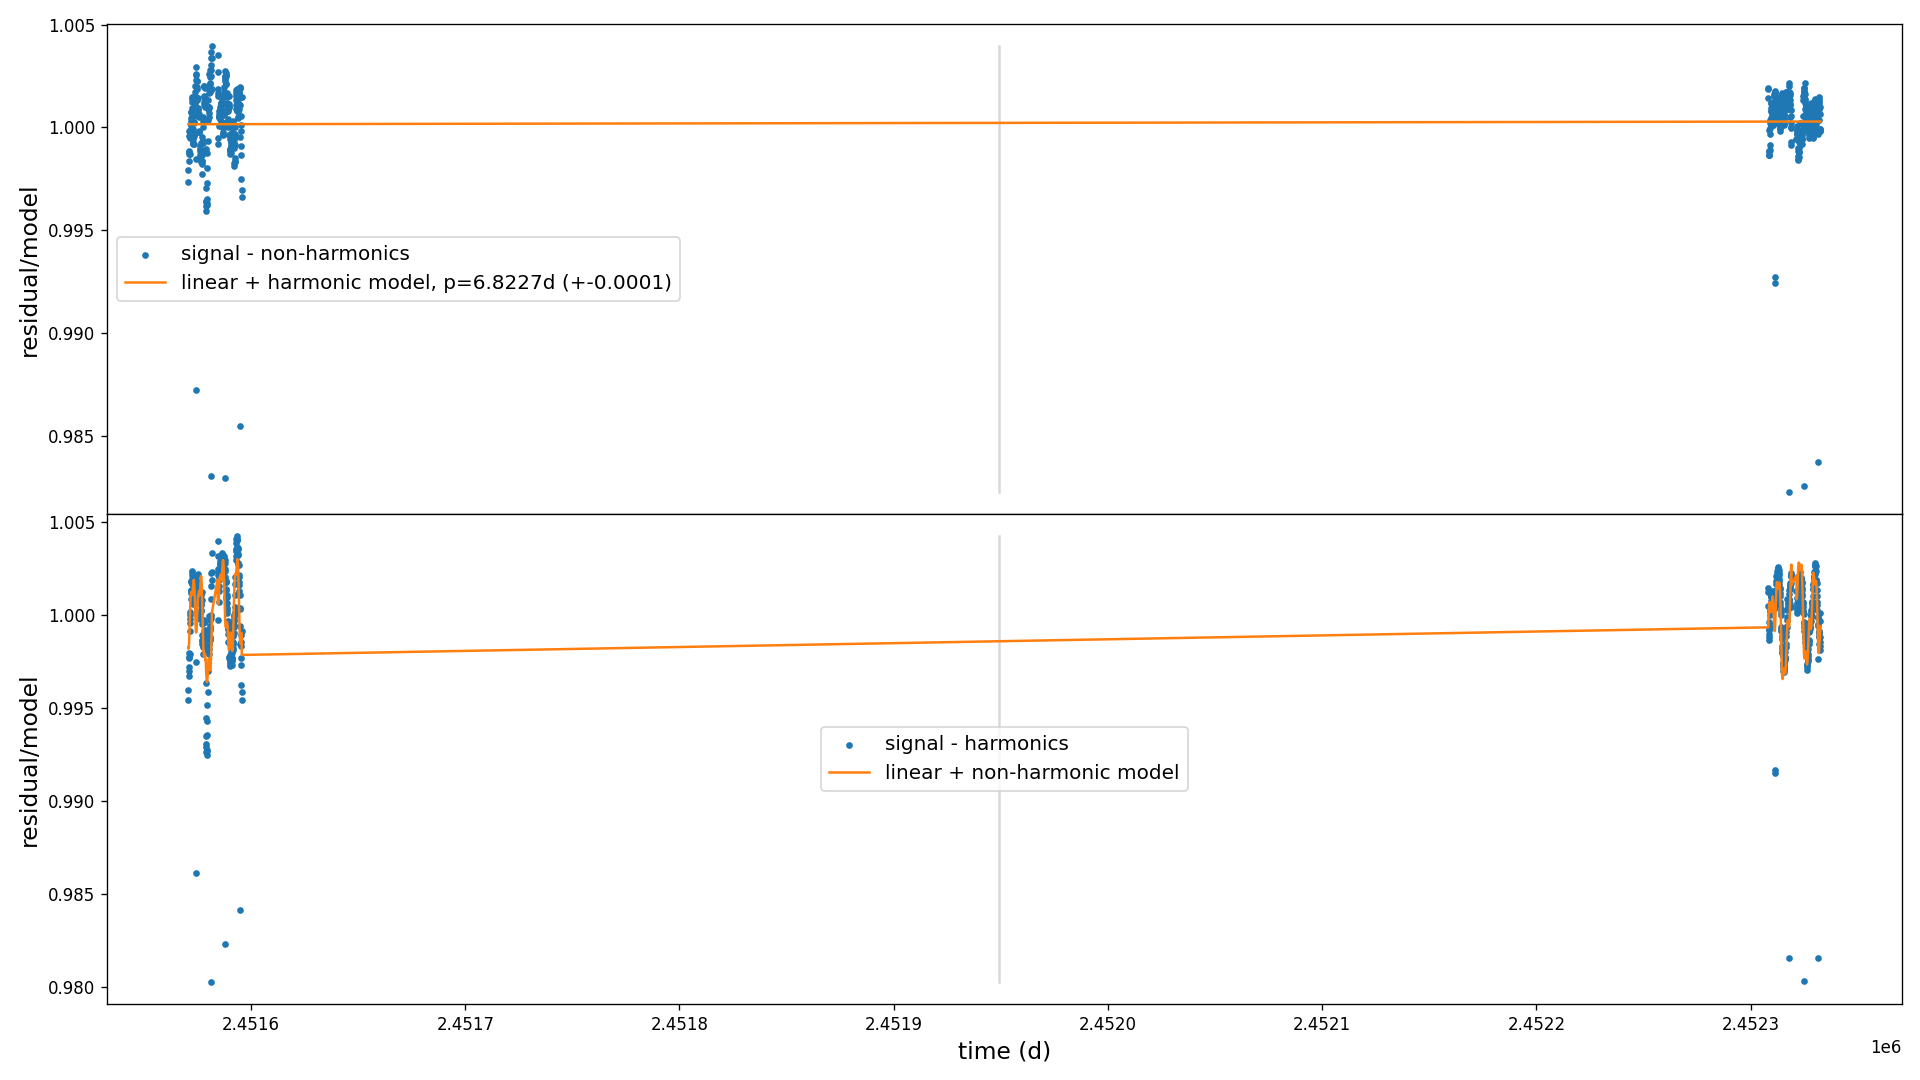 1.005
1.000
0.995
0.990
0.985
residual/model
signal - non-harmonics
linear + harmonic model, p=6.8227d (+-0.0001)
1.005
1.000
0.995
0.990
0.985
0.980
residual/model
signal - harmonics
linear + non-harmonic model
2.4516 2.4517 2.4518 2.4519 2.4520 2.4521 2.4522 2.4523
1e6
time (d)